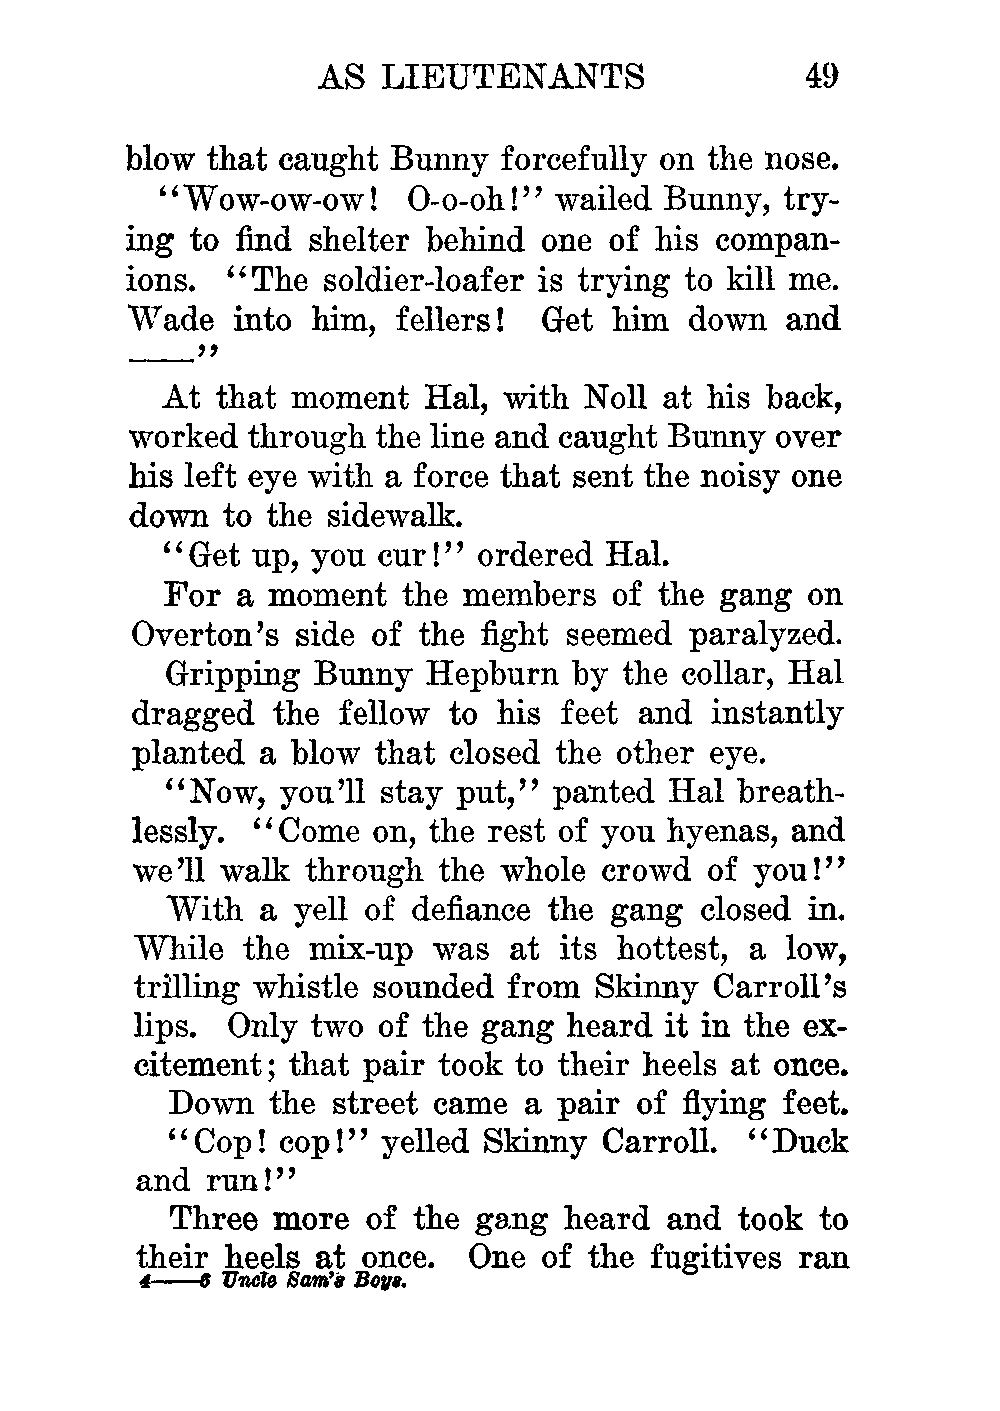 AS LIEUTENANTS 49
blow that caught Bunny forcefully on the nose.
“Wow-ow-ow! O-o-oh!” wailed Bunny, try-
ing to find shelter behind one of his compan-
ions. “The soldier-loafer is trying to kill me.
Wade into him, fellers! Get him down and
——”
At that moment Hal, with Noll at his back,
worked through the line and caught Bunny over
his left eye with a force that sent the noisy one
down to the sidewalk.
“Get up, you cur!” ordered Hal.
For a moment the members of the gang on
Overton’s side of the fight seemed paralyzed.
Gripping Bunny Hepburn by the collar, Hal
dragged the fellow to his feet and instantly
planted a blow that closed the other eye.
“Now, you’ll stay put,” panted Hal breath-
lessly. “Come on, the rest of you hyenas, and
we’ll walk through the whole crowd of you!”
With a yell of defiance the gang closed in.
While the mix-up was at its hottest, a low,
trilling whistle sounded from Skinny Carroll’s
lips. Only two of the gang heard it in the ex-
citement; that pair took to their heels at once.
Down the street came a pair of flying feet.
“Cop! cop!” yelled Skinny Carroll. “Duck
and run!”
Three more of the gang heard and took to
their heels at once. One of the fugitives ran
4——6 Uncle Sam’s Boys.